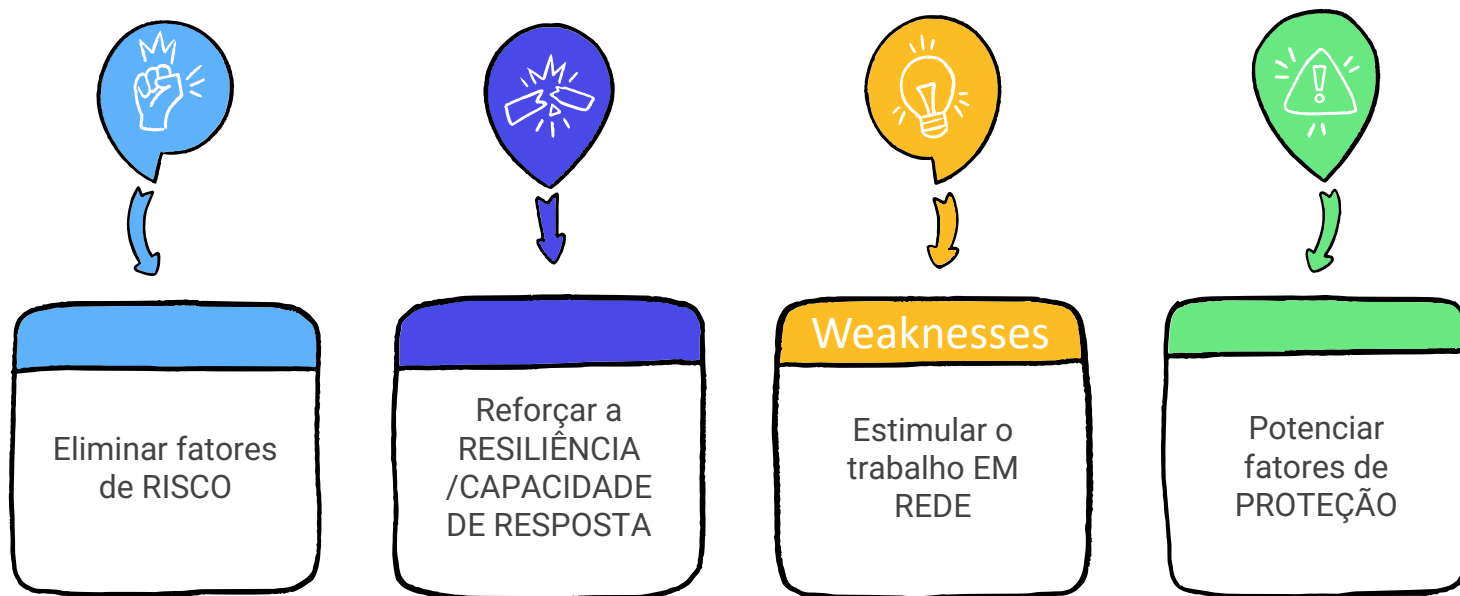 Weaknesses
Eliminar fatores
de RISCO
Reforçar a
RESILIÊNCIA
/CAPACIDADE
DE RESPOSTA
Estimular o
trabalho EM
REDE
Potenciar
fatores de
PROTEÇÃO